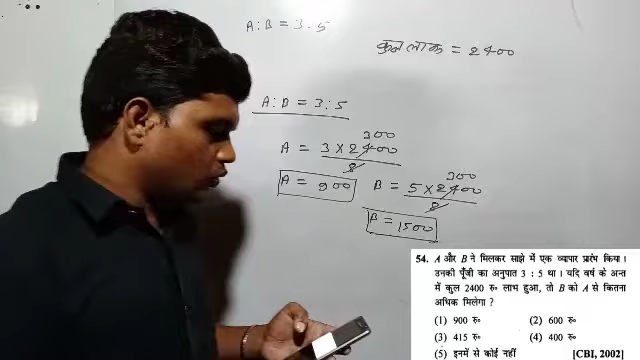 A:B = 3:5
कुल लाभ = 2400
A:B = 3:5
300
A = 3 × 2400
8
A = 900
300
B = 5 × 2400
8
B = 1500
54. A और B ने मिलकर साझे में एक व्यापार प्रारंभ किया।
उनकी पूँजी का अनुपात 3 : 5 था। यदि वर्ष के अन्त
में कुल 2400 रु० लाभ हुआ, तो B को A से कितना
अधिक मिलेगा ?
(1) 900 रु० (2) 600 रु०
(3) 415 रु० (4) 400 रु०
(5) इनमें से कोई नहीं [CBI, 2002]